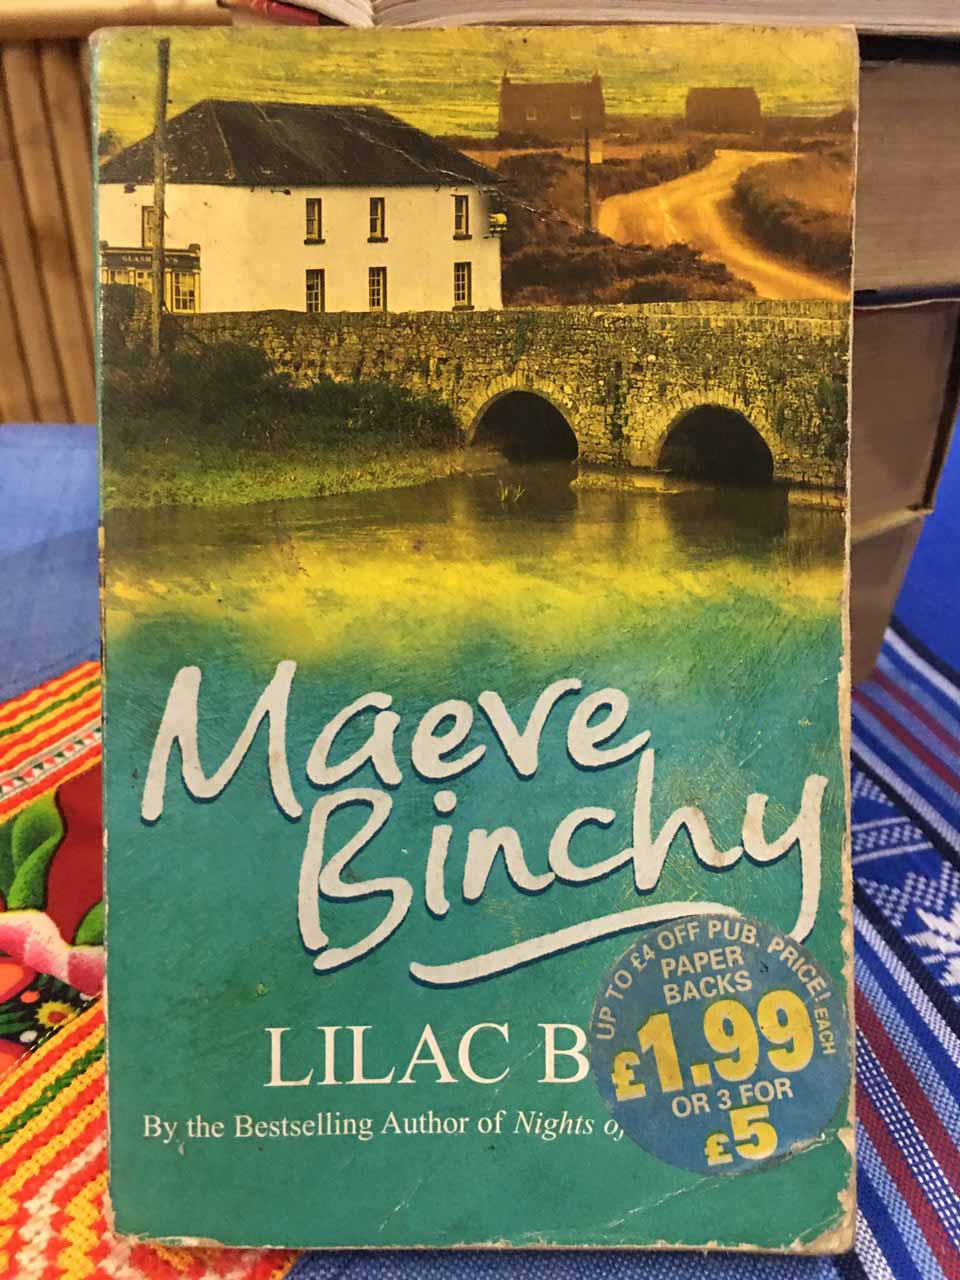 Maeve
Binchy
LILAC B
By the Bestselling Author of Nights of
UP TO £4 OFF PUB. PRICE!
PAPER
BACKS
£1.99
EACH
OR 3 FOR
£5